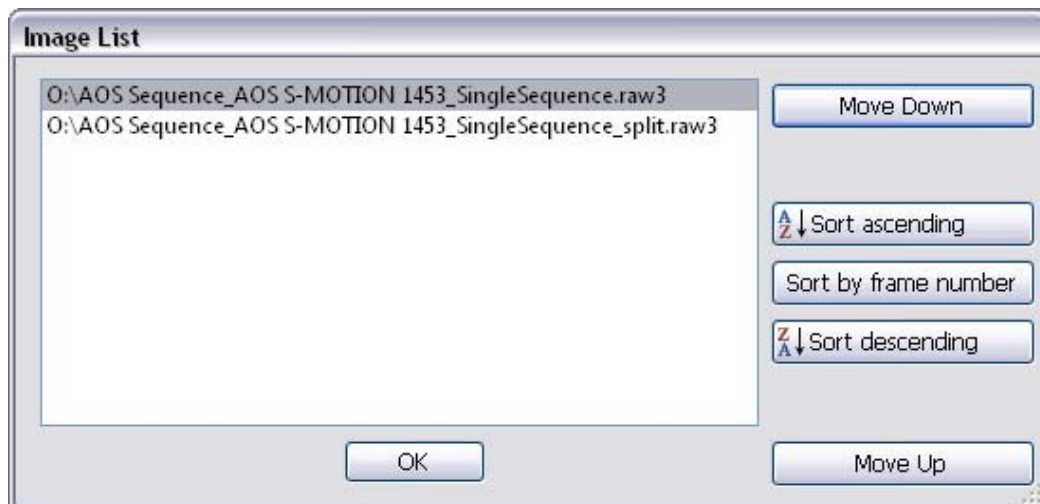 Image List
O:\AOS Sequence_AOS S-MOTION 1453_SingleSequence.raw3
O:\AOS Sequence_AOS S-MOTION 1453_SingleSequence_split.raw3
Move Down
A Z Sort ascending
Sort by frame number
Z A Sort descending
OK
Move Up